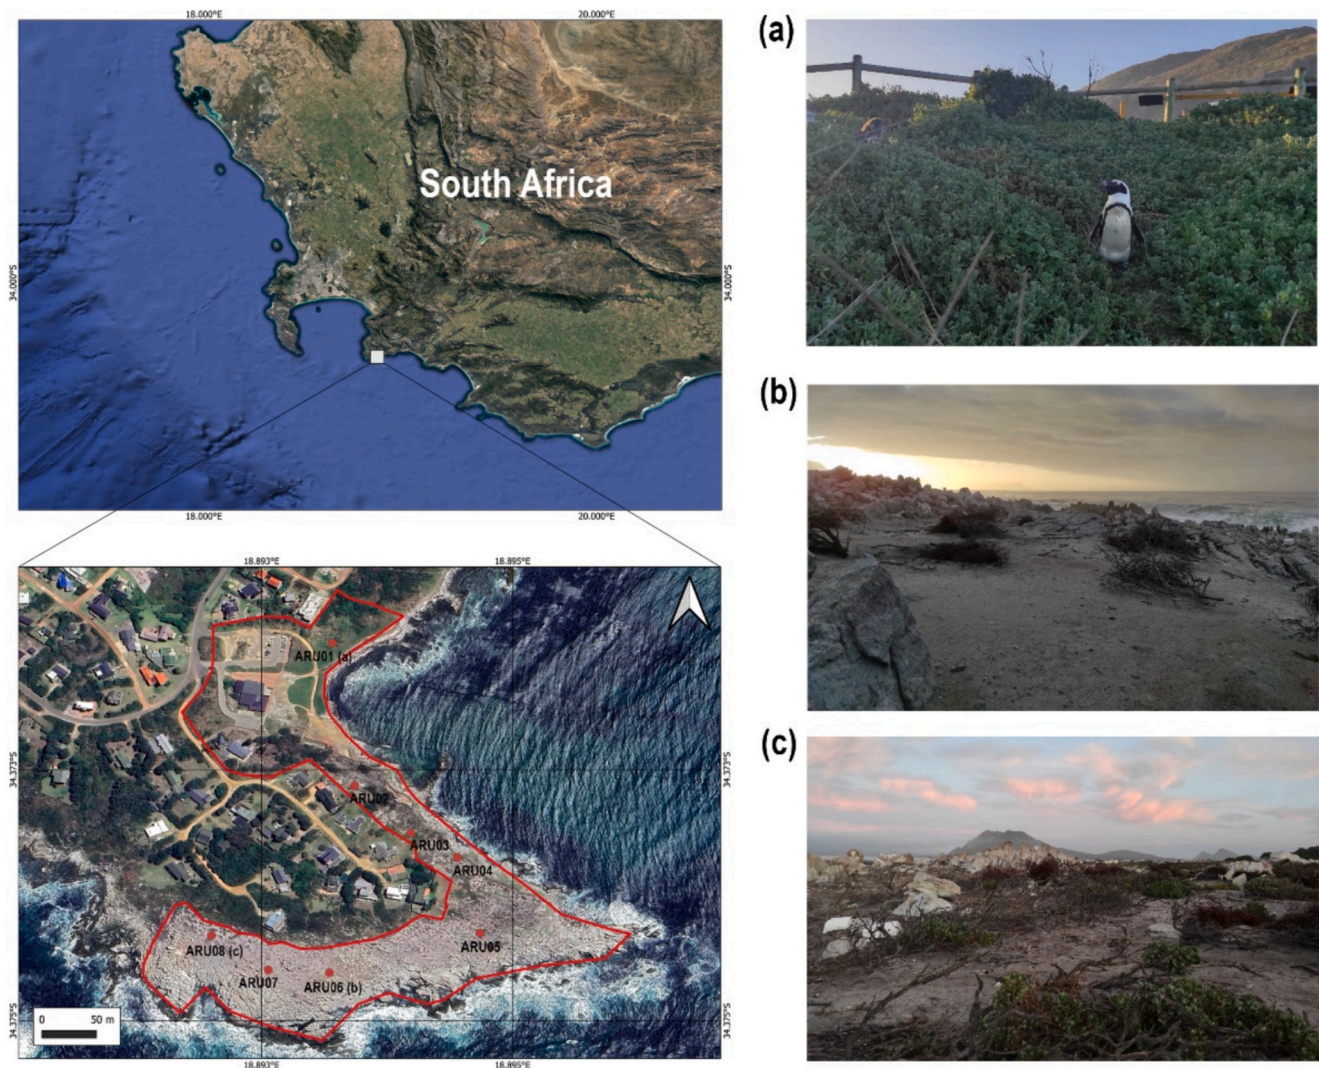 18.000°E 20.000°E
South Africa
34.000°S 34.000°S
18.000°E 20.000°E
18.893°E 18.895°E
ARU01 (a)
34.373°S 34.373°S
ARU02
ARU03
ARU04
ARU05
ARU08 (c)
ARU07 ARU06 (b)
0 50 m
34.375°S 34.375°S
18.893°E 18.895°E
(a)
(b)
(c)